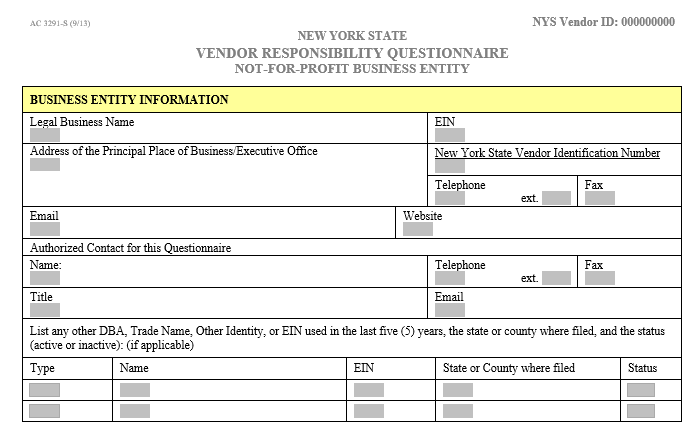 AC 3291-S (9/13)
NYS Vendor ID: 000000000
NEW YORK STATE
VENDOR RESPONSIBILITY QUESTIONNAIRE
NOT-FOR-PROFIT BUSINESS ENTITY
BUSINESS ENTITY INFORMATION
Legal Business Name
EIN
Address of the Principal Place of Business/Executive Office
New York State Vendor Identification Number
Telephone
ext.
Fax
Email
Website
Authorized Contact for this Questionnaire
Name:
Telephone
ext.
Fax
Title
Email
List any other DBA, Trade Name, Other Identity, or EIN used in the last five (5) years, the state or county where filed, and the status
(active or inactive): (if applicable)
Type Name EIN State or County where filed Status